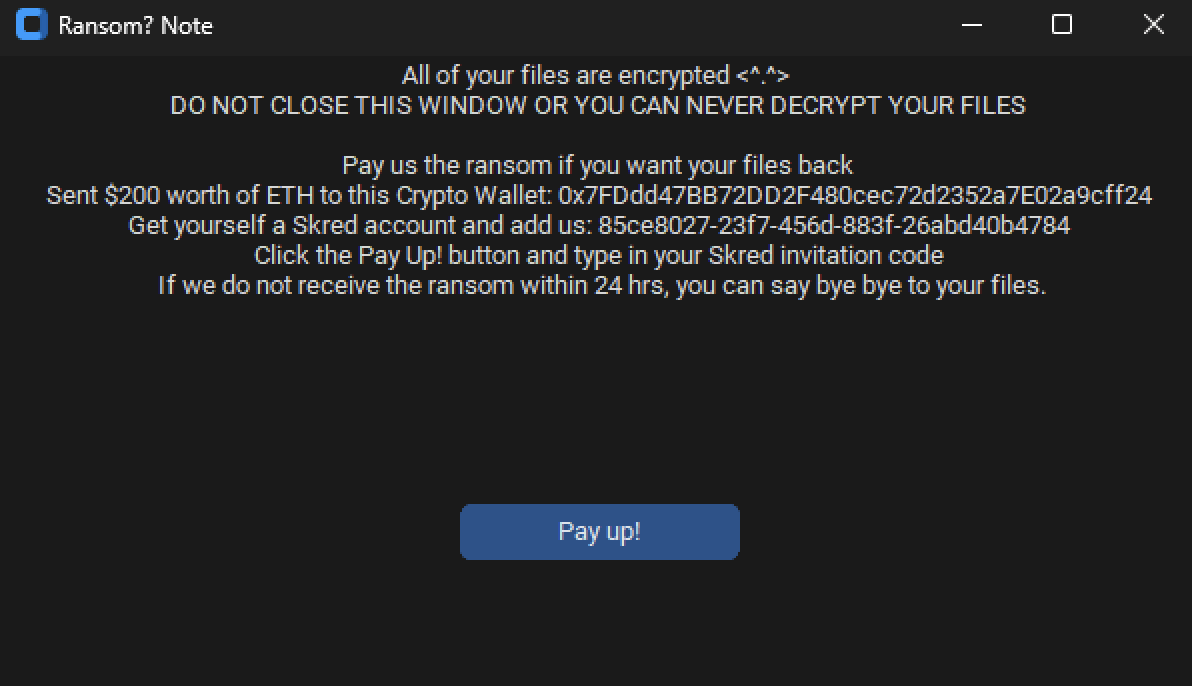 Ransom? Note
All of your files are encrypted <^.^>
DO NOT CLOSE THIS WINDOW OR YOU CAN NEVER DECRYPT YOUR FILES
Pay us the ransom if you want your files back
Sent $200 worth of ETH to this Crypto Wallet: 0x7FDdd47BB72DD2F480cec72d2352a7E02a9cff24
Get yourself a Skred account and add us: 85ce8027-23f7-456d-883f-26abd40b4784
Click the Pay Up! button and type in your Skred invitation code
If we do not receive the ransom within 24 hrs, you can say bye bye to your files.
Pay up!